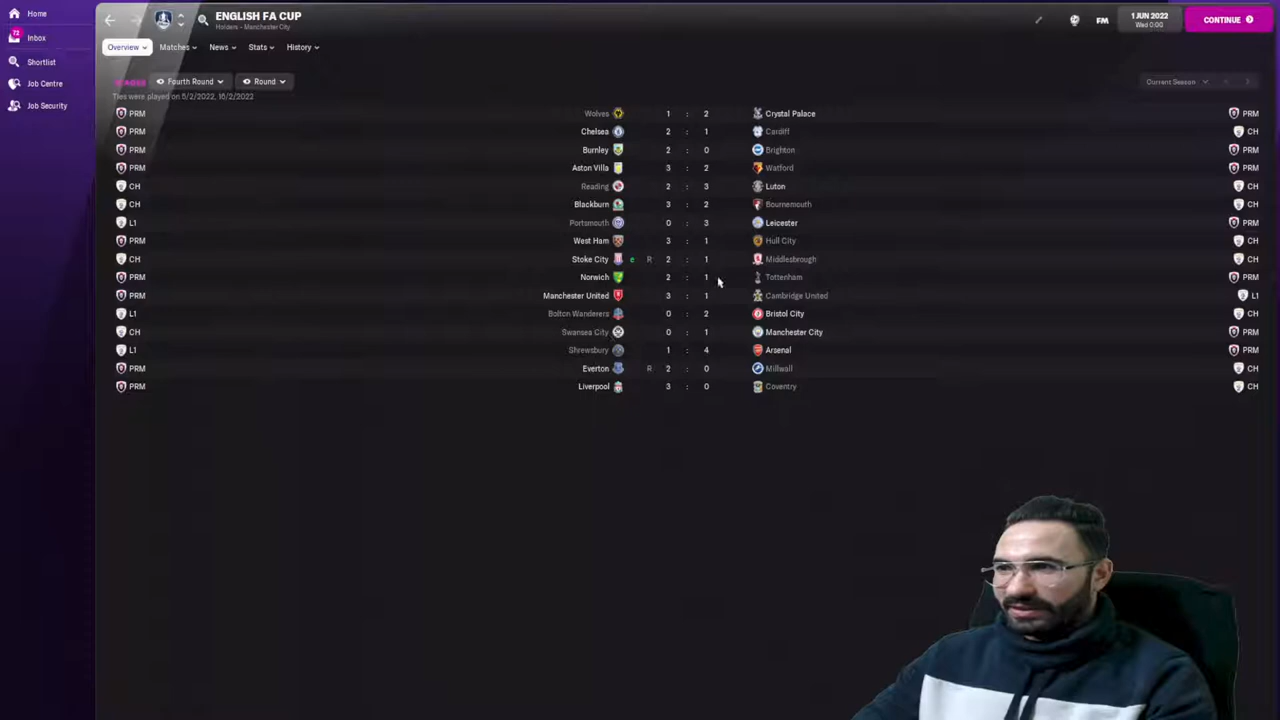 Home
72
Inbox
Shortlist
Job Centre
Job Security
ENGLISH FA CUP
Holders - Manchester City
FM
1 JUN 2022
Wed 0:00
CONTINUE
Overview
Matches
News
Stats
History
STAGES
Fourth Round
Round
Current Season
Ties were played on 5/2/2022, 16/2/2022
PRM Wolves 1 : 2 Crystal Palace PRM
PRM Chelsea 2 : 1 Cardiff CH
PRM Burnley 2 : 0 Brighton PRM
PRM Aston Villa 3 : 2 Watford PRM
CH Reading 2 : 3 Luton CH
CH Blackburn 3 : 2 Bournemouth CH
L1 Portsmouth 0 : 3 Leicester PRM
PRM West Ham 3 : 1 Hull City CH
CH Stoke City e R 2 : 1 Middlesbrough CH
PRM Norwich 2 : 1 Tottenham PRM
PRM Manchester United 3 : 1 Cambridge United L1
L1 Bolton Wanderers 0 : 2 Bristol City CH
CH Swansea City 0 : 1 Manchester City PRM
L1 Shrewsbury 1 : 4 Arsenal PRM
PRM Everton R 2 : 0 Millwall CH
PRM Liverpool 3 : 0 Coventry CH